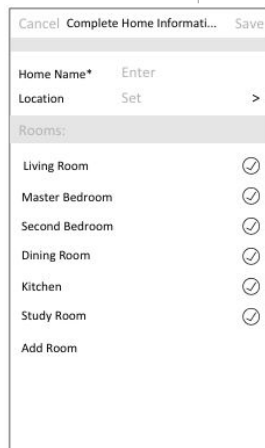 Cancel Complete Home Informati... Save
Home Name* Enter
Location Set >
Rooms:
Living Room
Master Bedroom
Second Bedroom
Dining Room
Kitchen
Study Room
Add Room